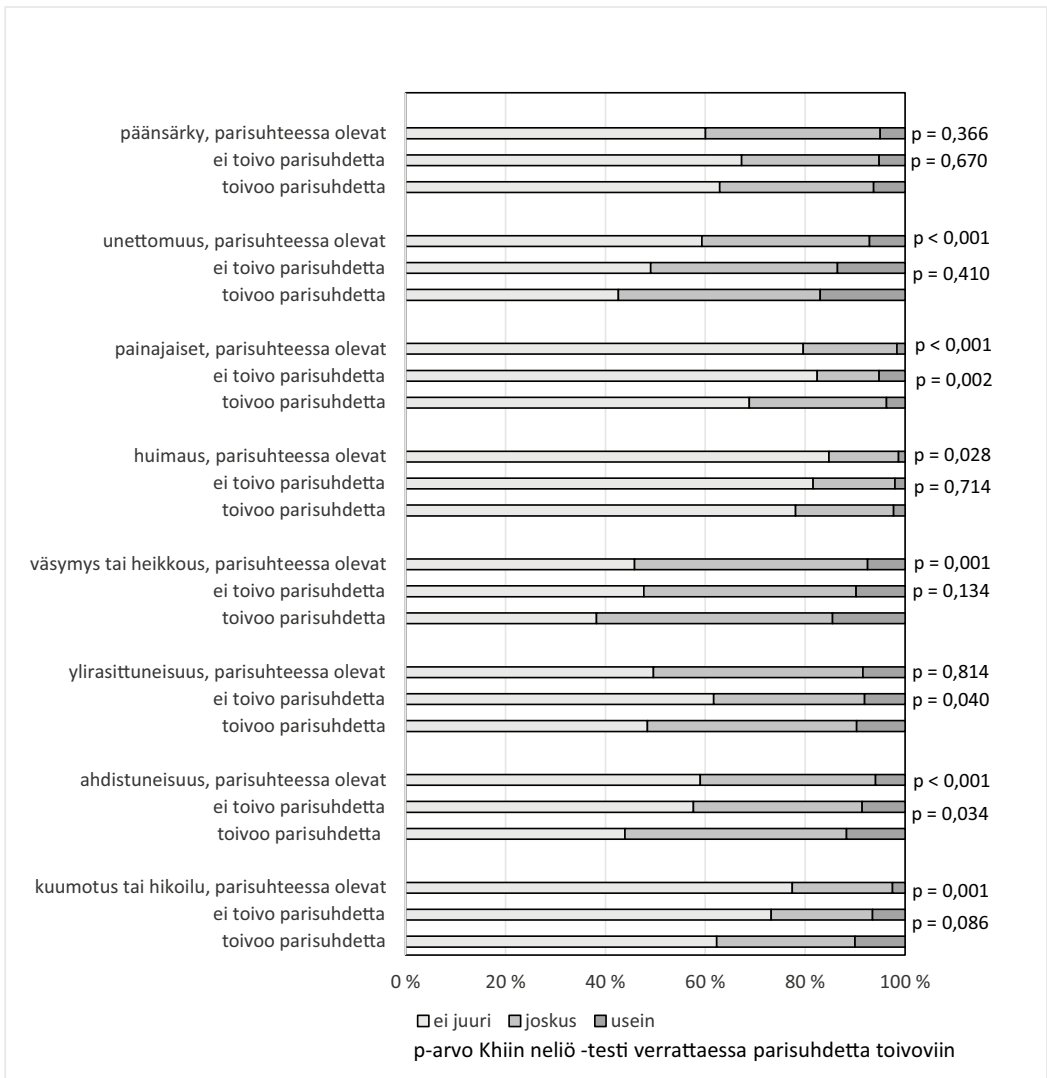 päänsärky, parisuhteessa olevat p = 0,366
ei toivo parisuhdetta p = 0,670
toivoo parisuhdetta
unettomuus, parisuhteessa olevat p < 0,001
ei toivo parisuhdetta p = 0,410
toivoo parisuhdetta
painajaiset, parisuhteessa olevat p < 0,001
ei toivo parisuhdetta p = 0,002
toivoo parisuhdetta
huimaus, parisuhteessa olevat p = 0,028
ei toivo parisuhdetta p = 0,714
toivoo parisuhdetta
väsymys tai heikkous, parisuhteessa olevat p = 0,001
ei toivo parisuhdetta p = 0,134
toivoo parisuhdetta
ylirasittuneisuus, parisuhteessa olevat p = 0,814
ei toivo parisuhdetta p = 0,040
toivoo parisuhdetta
ahdistuneisuus, parisuhteessa olevat p < 0,001
ei toivo parisuhdetta p = 0,034
toivoo parisuhdetta
kuumotus tai hikoilu, parisuhteessa olevat p = 0,001
ei toivo parisuhdetta p = 0,086
toivoo parisuhdetta
0 % 20 % 40 % 60 % 80 % 100 %
ei juuri joskus usein
p-arvo Khiin neliö -testi verrattaessa parisuhdetta toivoviin